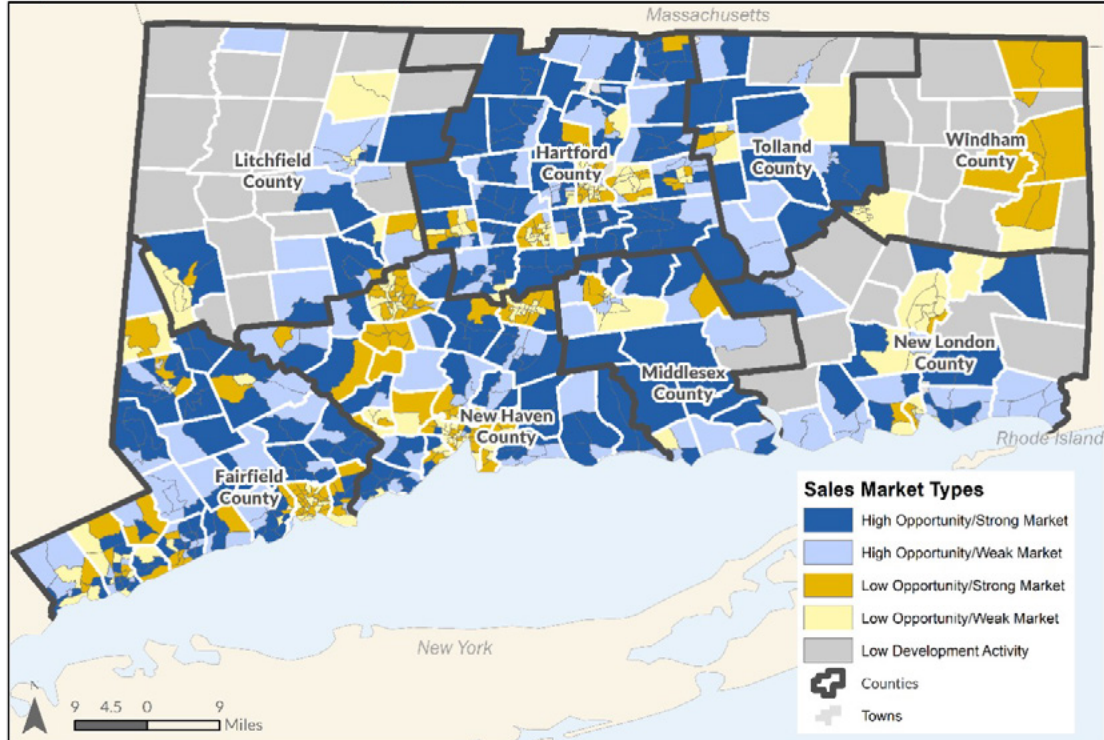 Massachusetts
Litchfield
County
Hartford
County
Tolland
County
Windham
County
New London
County
Middlesex
County
New Haven
County
Fairfield
County
Rhode Island
New York
Sales Market Types
High Opportunity/Strong Market
High Opportunity/Weak Market
Low Opportunity/Strong Market
Low Opportunity/Weak Market
Low Development Activity
Counties
Towns
N
9 4.5 0 9
Miles